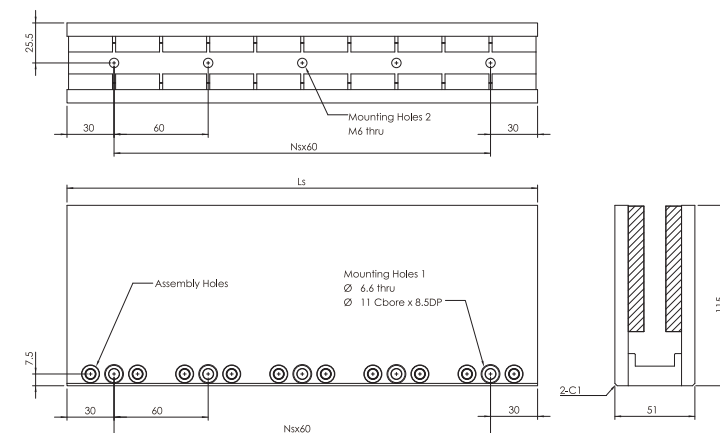 25.5
Mounting Holes 2
M6 thru
30
60
30
Nsx60
Ls
Assembly Holes
Mounting Holes 1
Ø 6.6 thru
Ø 11 Cbore x 8.5DP
115
7.5
30
60
30
Nsx60
2-C1
51